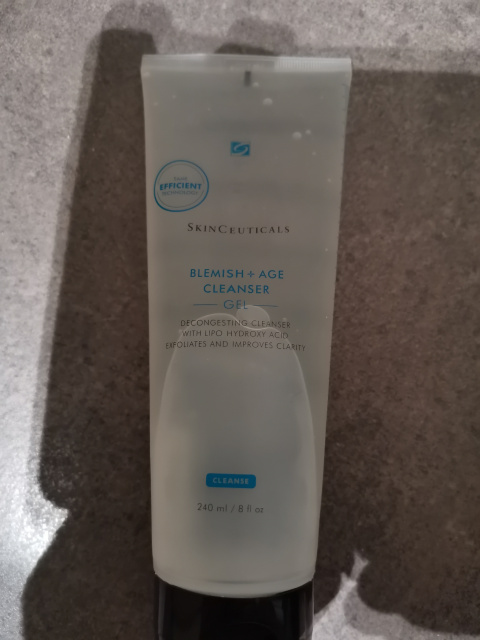 EFFICIENT
SKINCEUTICALS
BLEMISH + AGE
CLEANSER
GEL
DECONGESTING CLEANSER
WITH LIPO HYDROXY ACID
EXFOLIATES AND IMPROVES CLARITY
CLEANSE
240 ml / 8 fl oz